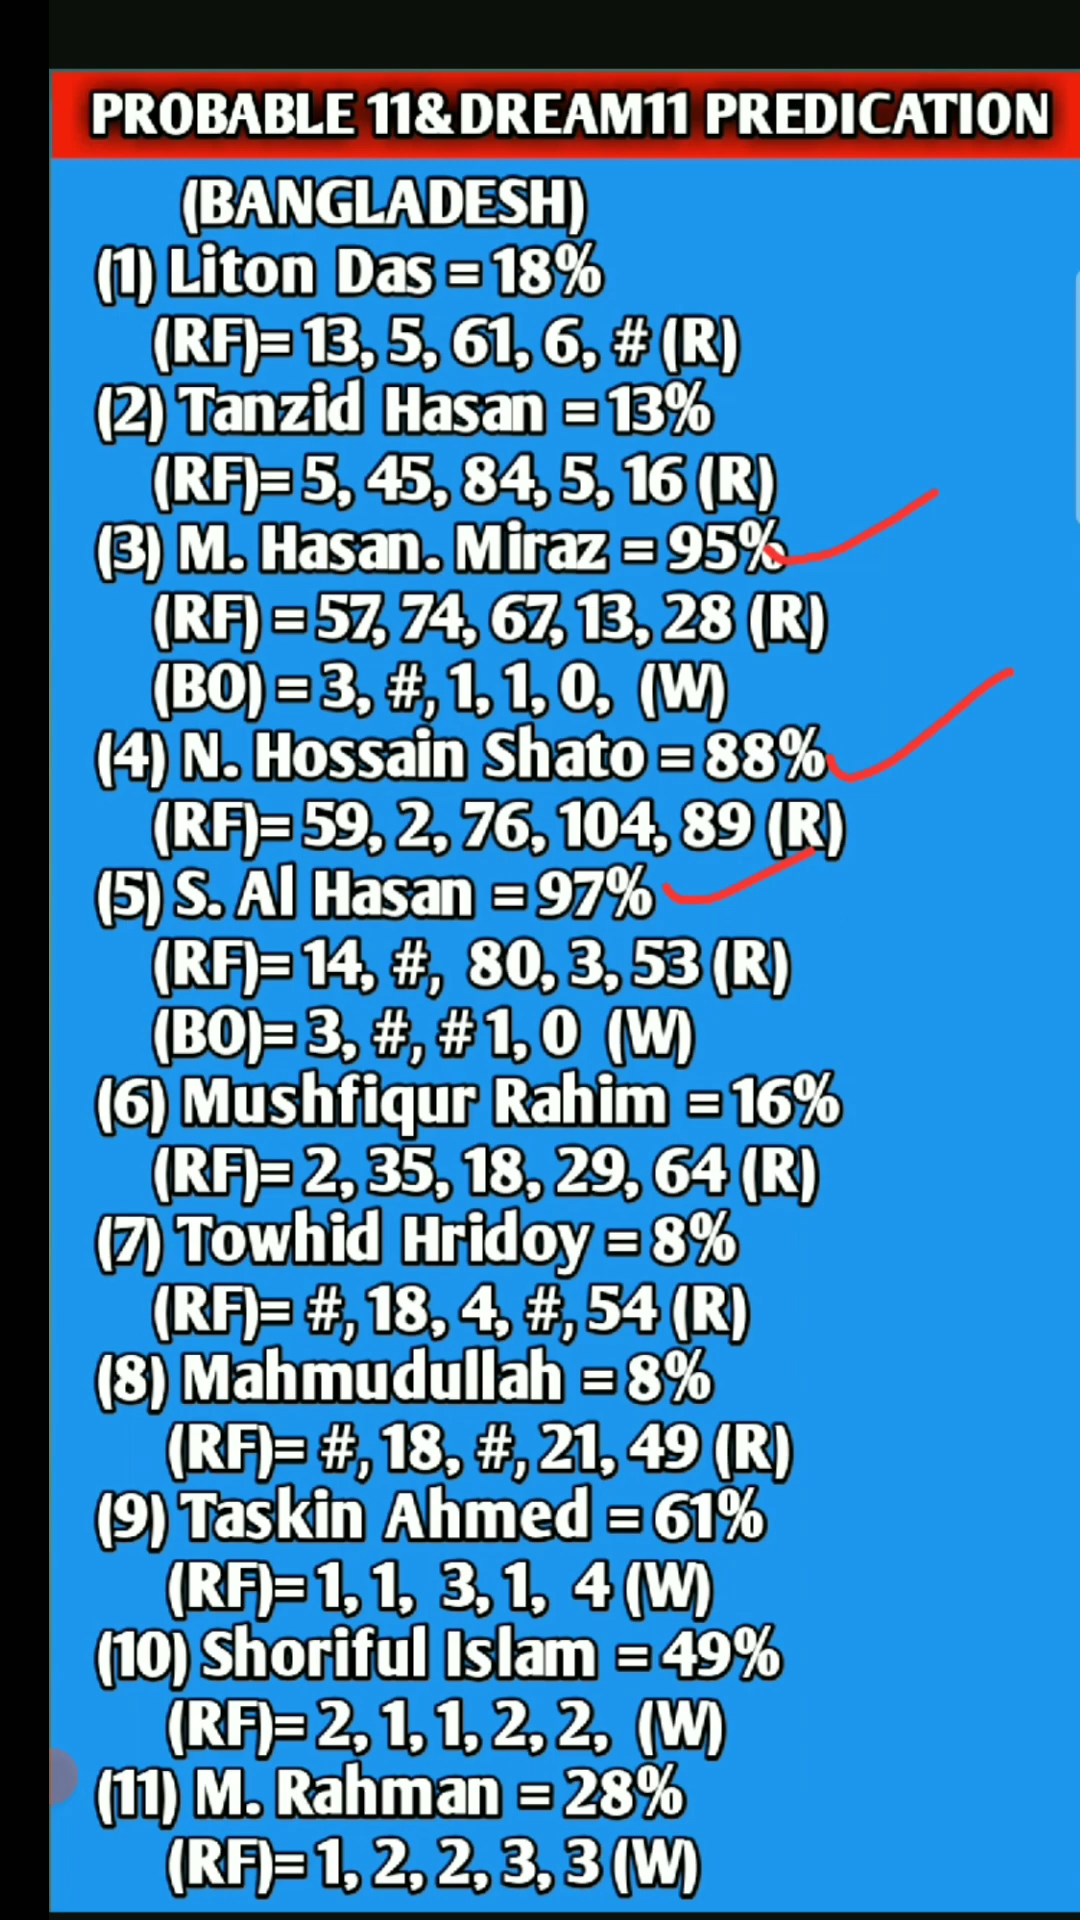 PROBABLE 11&DREAM11 PREDICATION
(BANGLADESH)
(1) Liton Das = 18%
(RF)= 13, 5, 61, 6, # (R)
(2) Tanzid Hasan = 13%
(RF)= 5, 45, 84, 5, 16 (R)
(3) M. Hasan. Miraz = 95%
(RF) = 57, 74, 67, 13, 28 (R)
(BO) = 3, #, 1, 1, 0, (W)
(4) N. Hossain Shato = 88%
(RF)= 59, 2, 76, 104, 89 (R)
(5) S. Al Hasan = 97%
(RF)= 14, #, 80, 3, 53 (R)
(BO)= 3, #, # 1, 0 (W)
(6) Mushfiqur Rahim = 16%
(RF)= 2, 35, 18, 29, 64 (R)
(7) Towhid Hridoy = 8%
(RF)= #, 18, 4, #, 54 (R)
(8) Mahmudullah = 8%
(RF)= #, 18, #, 21, 49 (R)
(9) Taskin Ahmed = 61%
(RF)= 1, 1, 3, 1, 4 (W)
(10) Shoriful Islam = 49%
(RF)= 2, 1, 1, 2, 2, (W)
(11) M. Rahman = 28%
(RF)= 1, 2, 2, 3, 3 (W)